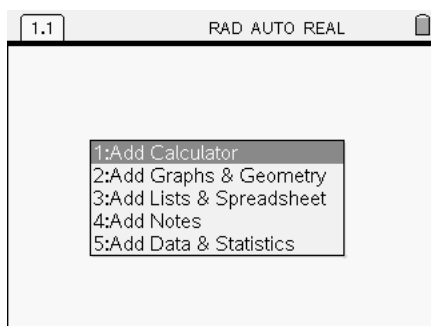 1.1 RAD AUTO REAL
1:Add Calculator
2:Add Graphs & Geometry
3:Add Lists & Spreadsheet
4:Add Notes
5:Add Data & Statistics